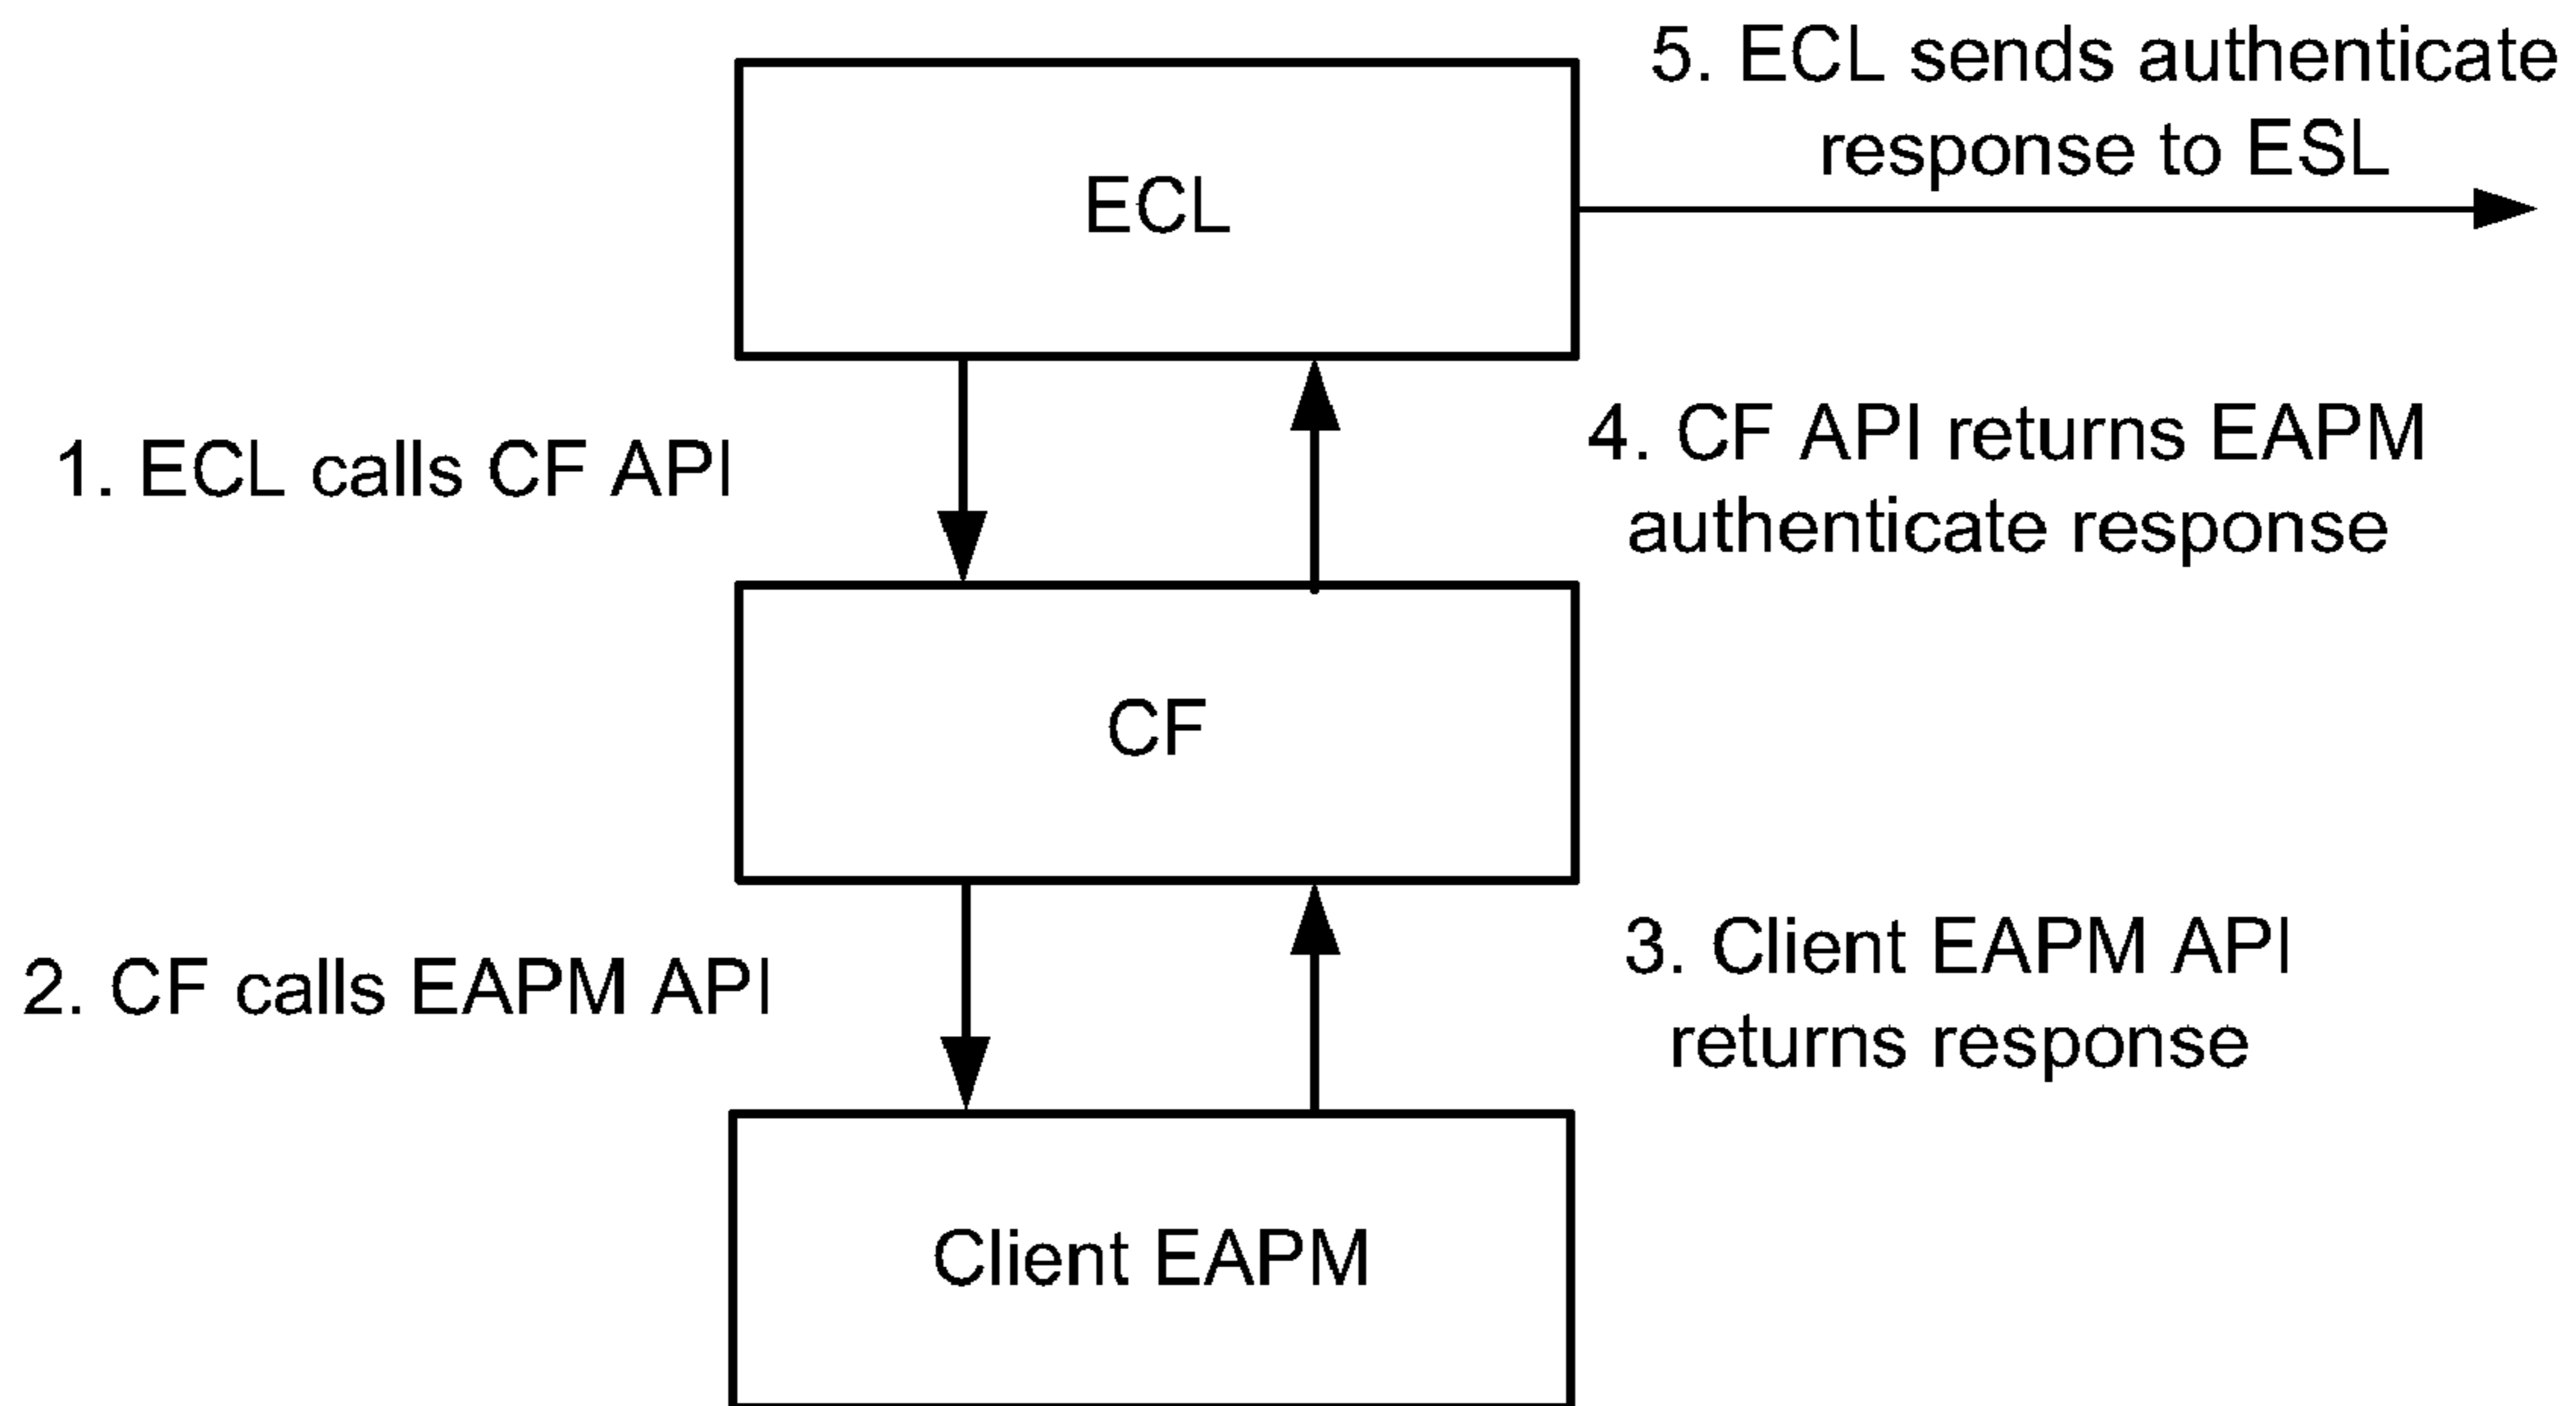 5. ECL sends authenticate
response to ESL
ECL
1. ECL calls CF API
4. CF API returns EAPM
authenticate response
CF
2. CF calls EAPM API
3. Client EAPM API
returns response
Client EAPM